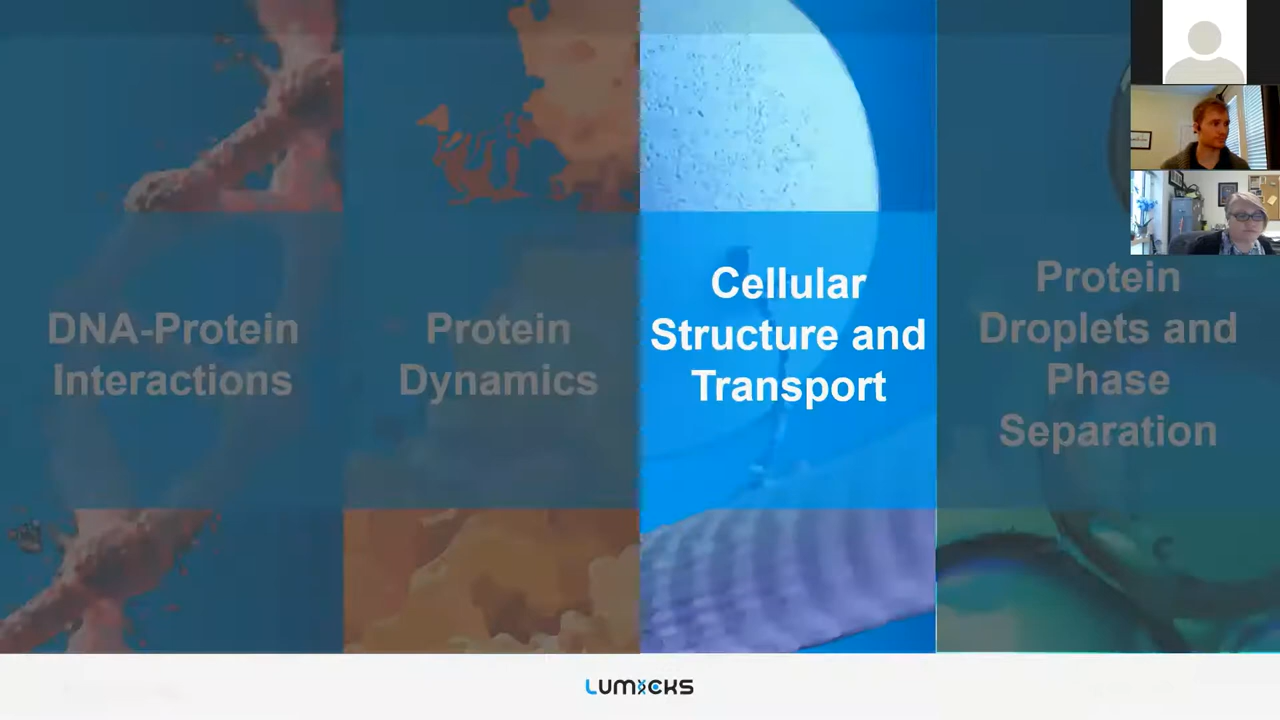 DNA-Protein
Interactions
Protein
Dynamics
Cellular
Structure and
Transport
Protein
Droplets and
Phase
Separation
LUMICKS